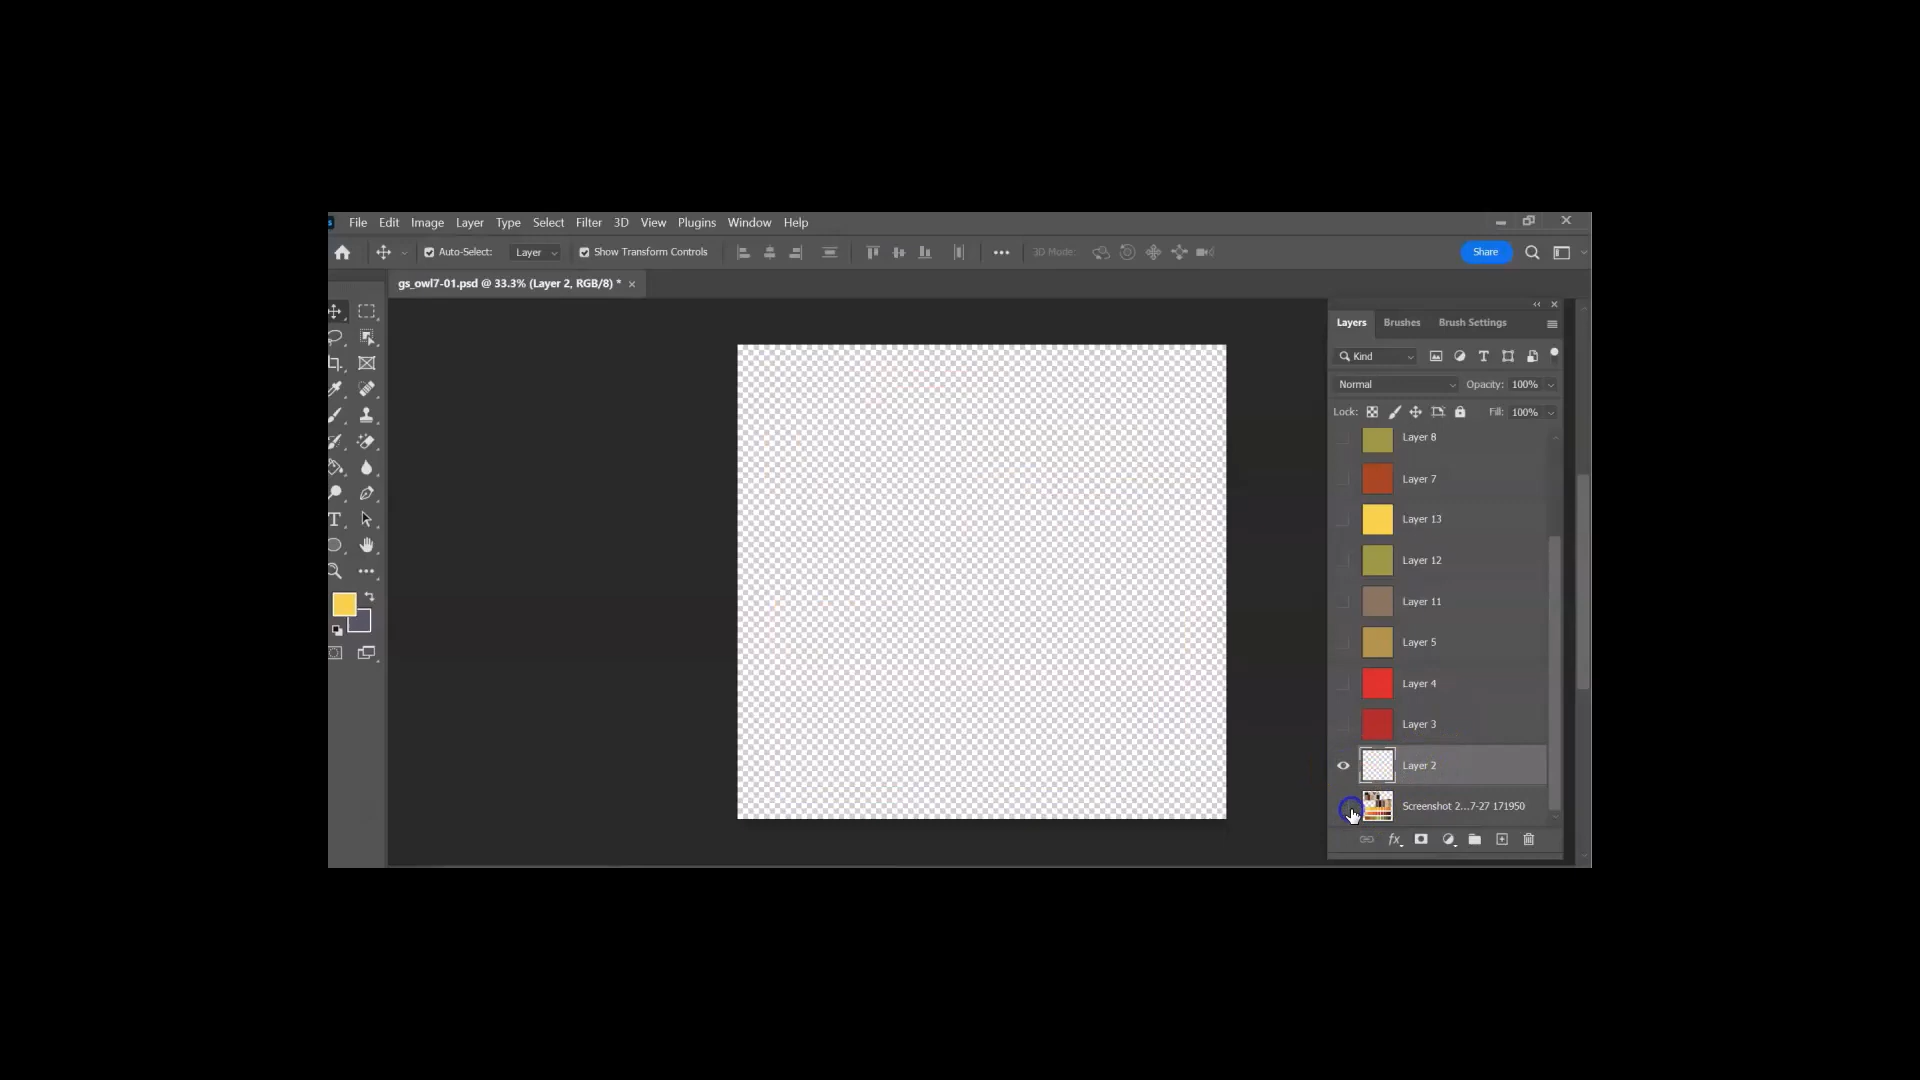 File Edit Image Layer Type Select Filter 3D View Plugins Window Help
Auto-Select: Layer Show Transform Controls 3D Mode: Share
gs_owl7-01.psd @ 33.3% (Layer 2, RGB/8) *
Layers Brushes Brush Settings
Kind
Normal Opacity: 100%
Lock: Fill: 100%
Layer 8
Layer 7
Layer 13
Layer 12
Layer 11
Layer 5
Layer 4
Layer 3
Layer 2
Screenshot 2...7-27 171950